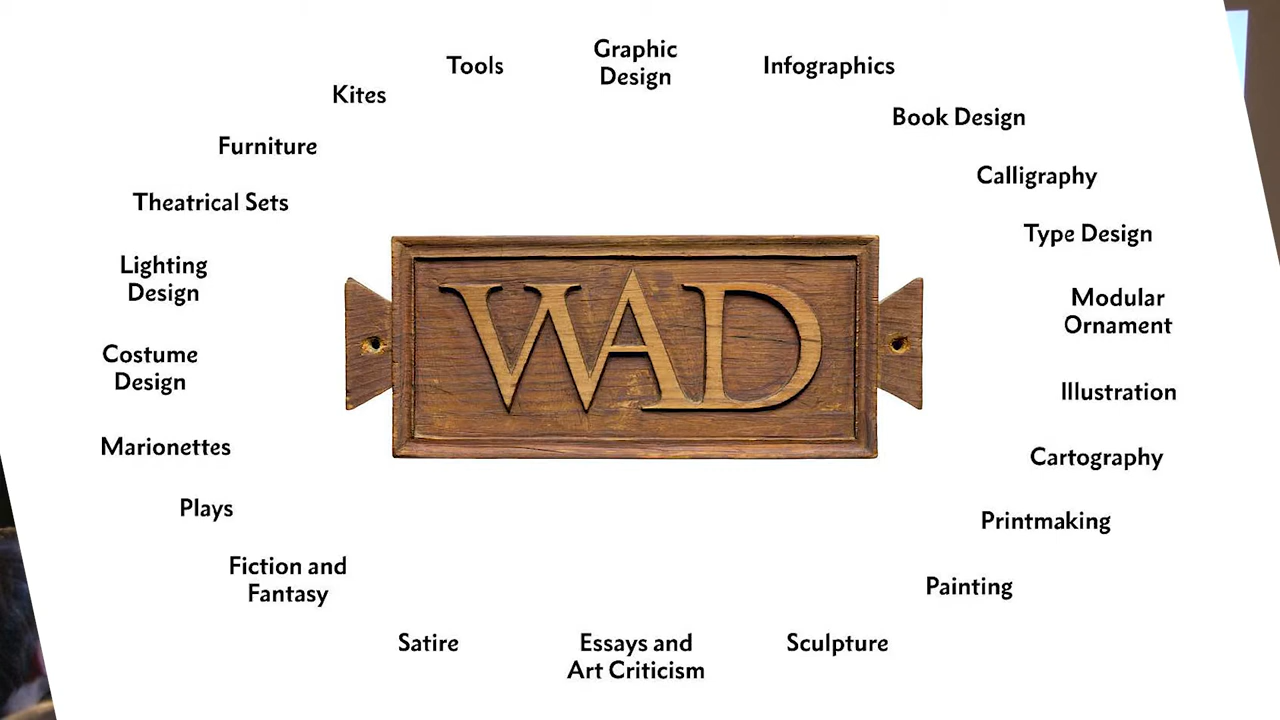 Graphic
Design
Tools
Infographics
Kites
Book Design
Furniture
Calligraphy
Theatrical Sets
Type Design
Lighting
Design
Modular
Ornament
WAD
Costume
Design
Illustration
Marionettes
Cartography
Plays
Printmaking
Fiction and
Fantasy
Painting
Satire
Essays and
Art Criticism
Sculpture